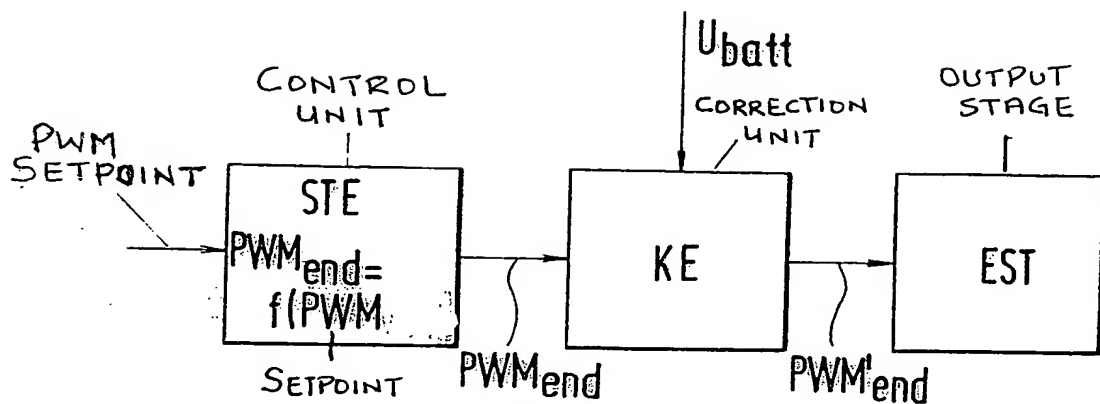 PWM
SETPOINT
CONTROL
UNIT
STE
PWMend=
f(PWM
SETPOINT
PWMend
Ubatt
CORRECTION
UNIT
KE
PWM'end
OUTPUT
STAGE
EST